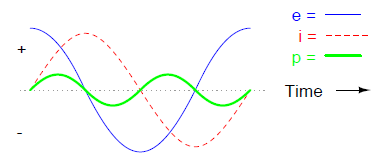 e =
+
i =
p =
Time
-